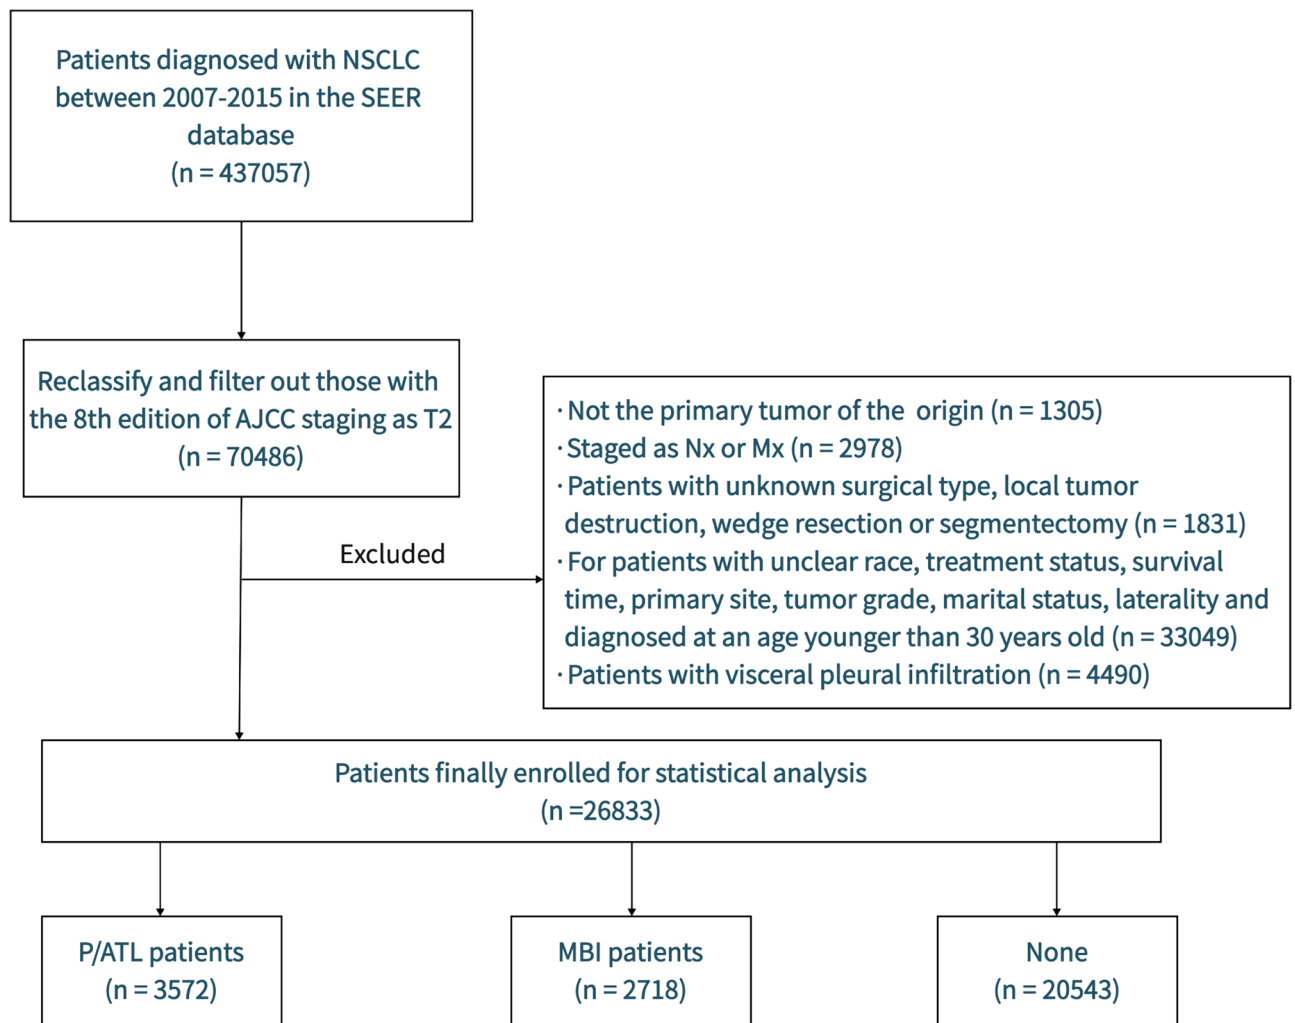 Patients diagnosed with NSCLC
between 2007-2015 in the SEER
database
(n = 437057)
Reclassify and filter out those with
the 8th edition of AJCC staging as T2
(n = 70486)
Excluded
·Not the primary tumor of the origin (n = 1305)
·Staged as Nx or Mx (n = 2978)
·Patients with unknown surgical type, local tumor
destruction, wedge resection or segmentectomy (n = 1831)
·For patients with unclear race, treatment status, survival
time, primary site, tumor grade, marital status, laterality and
diagnosed at an age younger than 30 years old (n = 33049)
·Patients with visceral pleural infiltration (n = 4490)
Patients finally enrolled for statistical analysis
(n =26833)
P/ATL patients
(n = 3572)
MBI patients
(n = 2718)
None
(n = 20543)